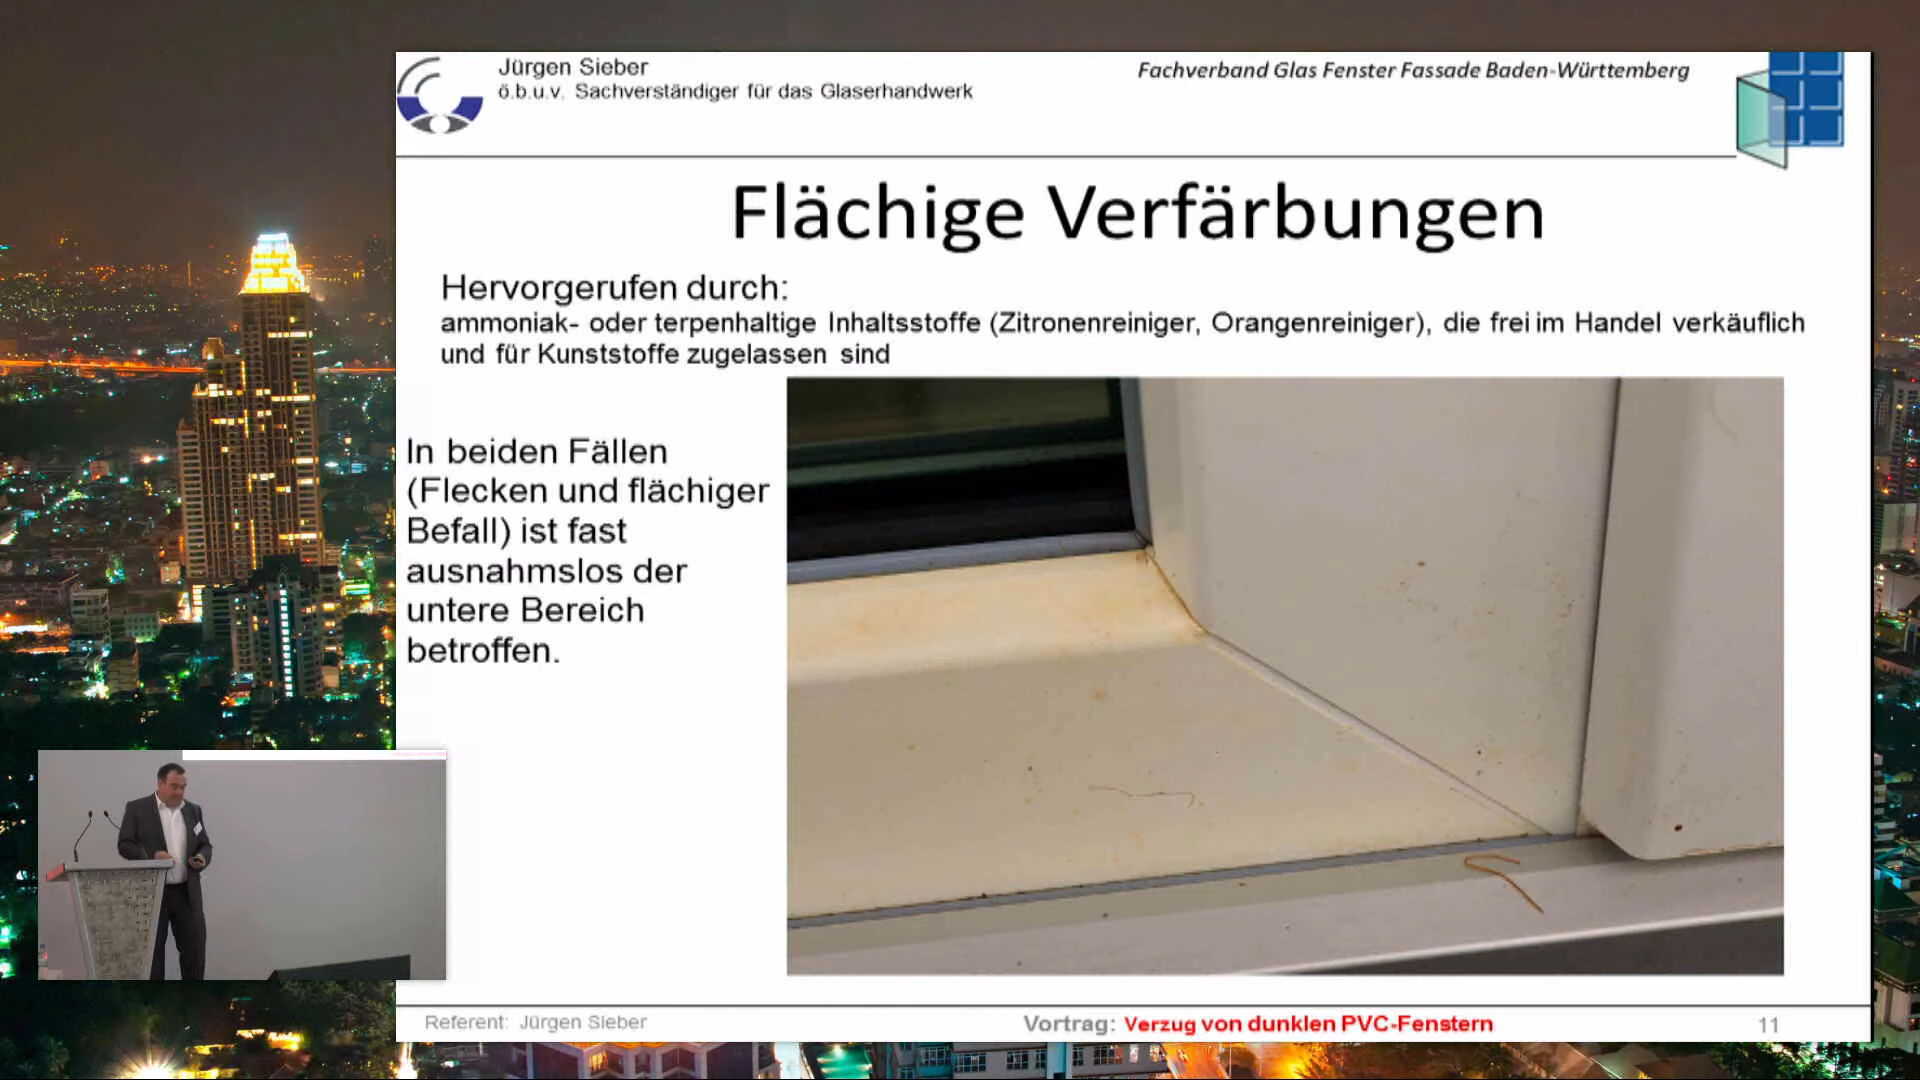 Jürgen Sieber
ö.b.u.v. Sachverständiger für das Glaserhandwerk
Fachverband Glas Fenster Fassade Baden-Württemberg
Flächige Verfärbungen
Hervorgerufen durch:
ammoniak- oder terpenhaltige Inhaltsstoffe (Zitronenreiniger, Orangenreiniger), die frei im Handel verkäuflich
und für Kunststoffe zugelassen sind
In beiden Fällen
(Flecken und flächiger
Befall) ist fast
ausnahmslos der
untere Bereich
betroffen.
Referent: Jürgen Sieber
Vortrag: Verzug von dunklen PVC-Fenstern
11